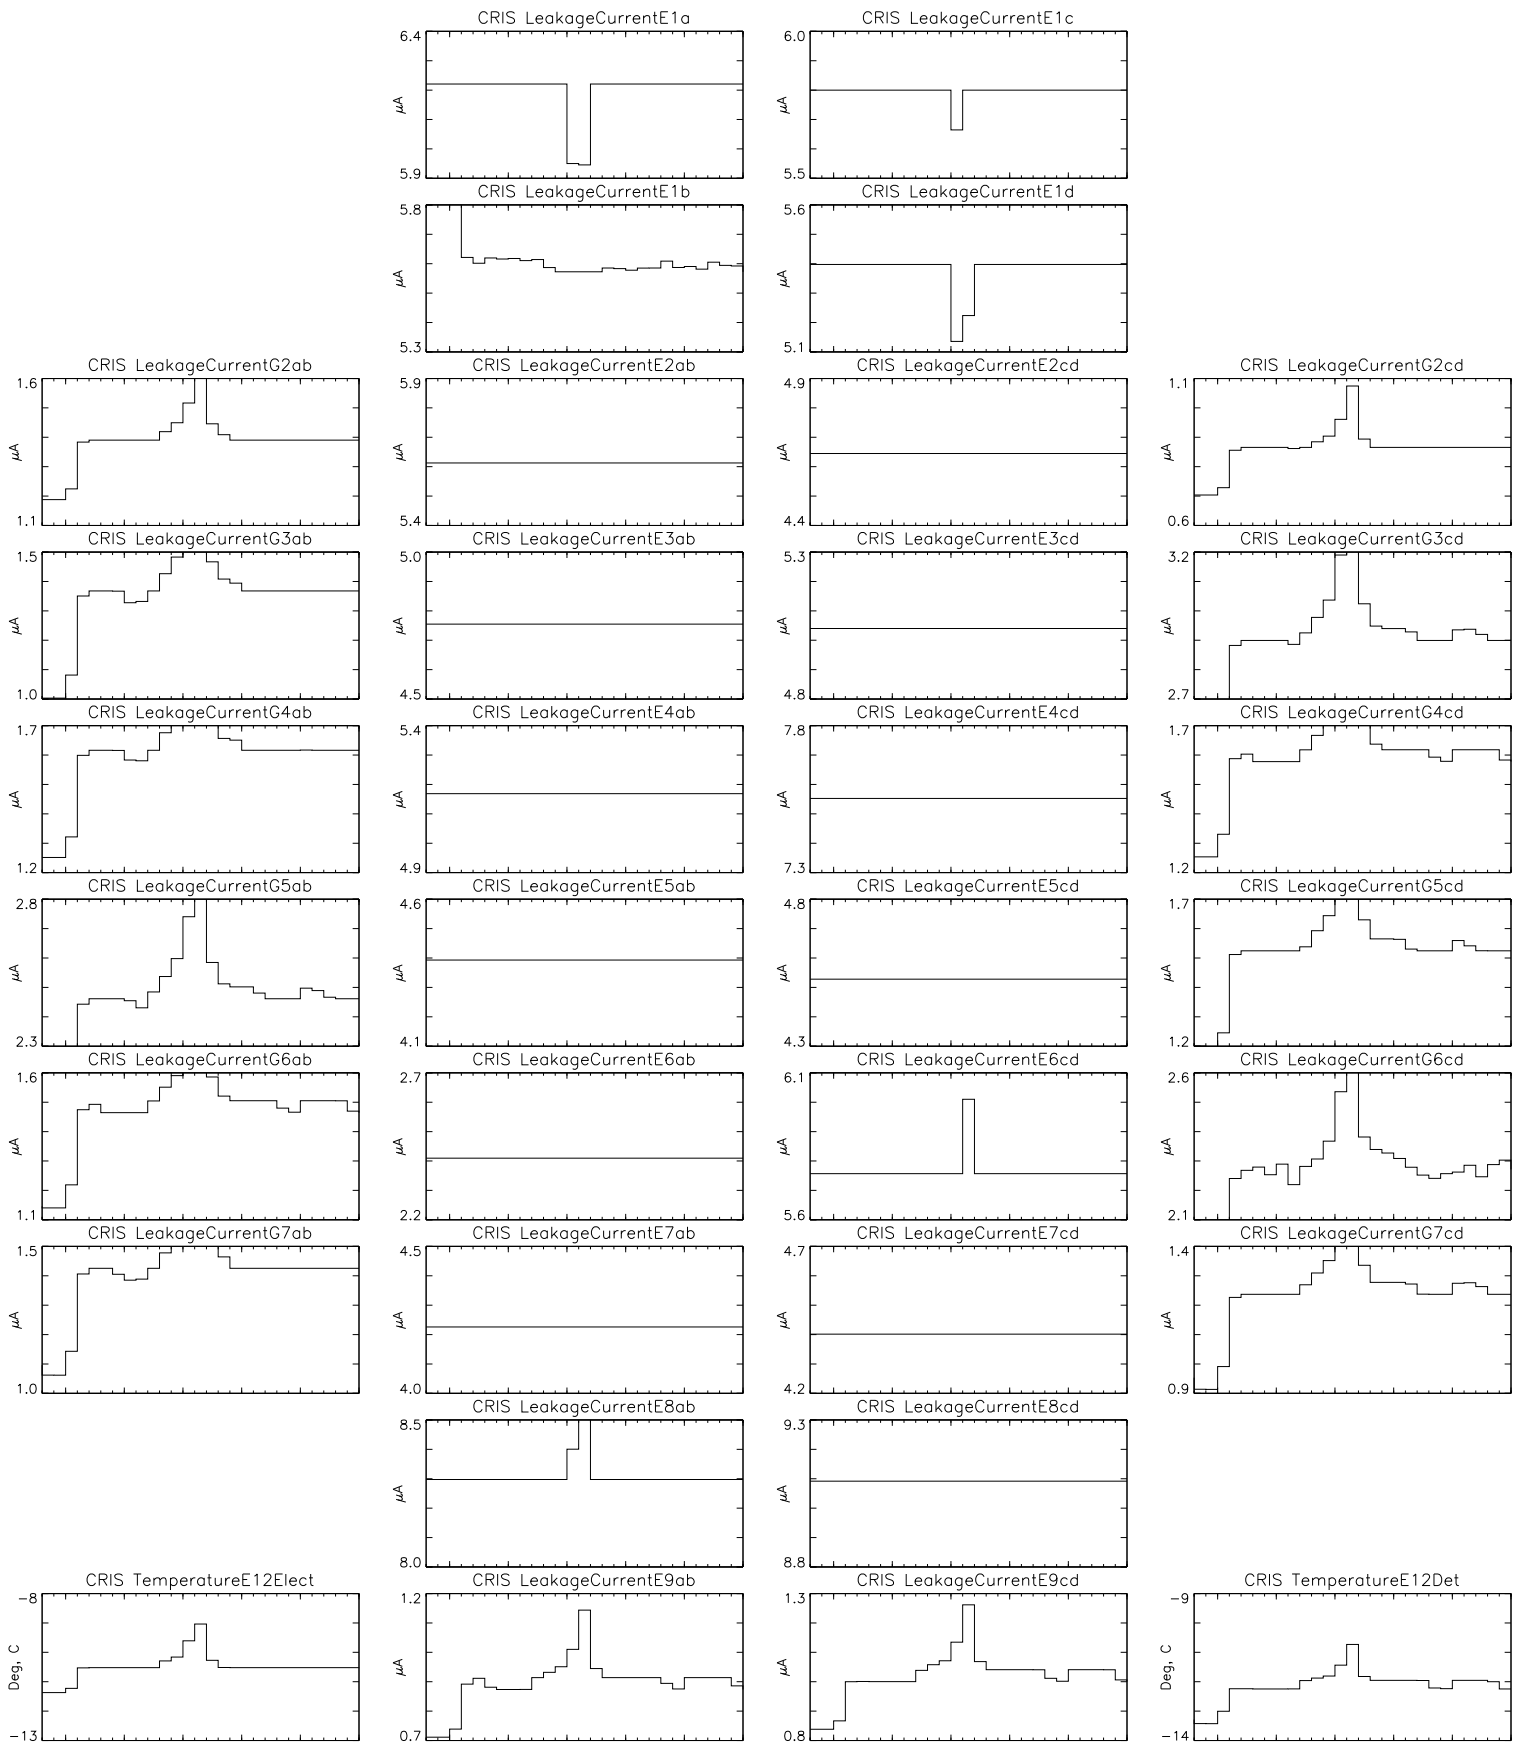 CRIS LeakageCurrentE1a CRIS LeakageCurrentE1c
6.4 6.0
µA µA
5.9 5.5
CRIS LeakageCurrentE1b CRIS LeakageCurrentE1d
5.8 5.6
µA µA
5.3 5.1
CRIS LeakageCurrentG2ab CRIS LeakageCurrentE2ab CRIS LeakageCurrentE2cd CRIS LeakageCurrentG2cd
1.6 5.9 4.9 1.1
µA µA µA µA
1.1 5.4 4.4 0.6
CRIS LeakageCurrentG3ab CRIS LeakageCurrentE3ab CRIS LeakageCurrentE3cd CRIS LeakageCurrentG3cd
1.5 5.0 5.3 3.2
µA µA µA µA
1.0 4.5 4.8 2.7
CRIS LeakageCurrentG4ab CRIS LeakageCurrentE4ab CRIS LeakageCurrentE4cd CRIS LeakageCurrentG4cd
1.7 5.4 7.8 1.7
µA µA µA µA
1.2 4.9 7.3 1.2
CRIS LeakageCurrentG5ab CRIS LeakageCurrentE5ab CRIS LeakageCurrentE5cd CRIS LeakageCurrentG5cd
2.8 4.6 4.8 1.7
µA µA µA µA
2.3 4.1 4.3 1.2
CRIS LeakageCurrentG6ab CRIS LeakageCurrentE6ab CRIS LeakageCurrentE6cd CRIS LeakageCurrentG6cd
1.6 2.7 6.1 2.6
µA µA µA µA
1.1 2.2 5.6 2.1
CRIS LeakageCurrentG7ab CRIS LeakageCurrentE7ab CRIS LeakageCurrentE7cd CRIS LeakageCurrentG7cd
1.5 4.5 4.7 1.4
µA µA µA µA
1.0 4.0 4.2 0.9
CRIS LeakageCurrentE8ab CRIS LeakageCurrentE8cd
8.5 9.3
µA µA
8.0 8.8
CRIS TemperatureE12Elect CRIS LeakageCurrentE9ab CRIS LeakageCurrentE9cd CRIS TemperatureE12Det
-8 1.2 1.3 -9
Deg, C µA µA Deg, C
-13 0.7 0.8 -14